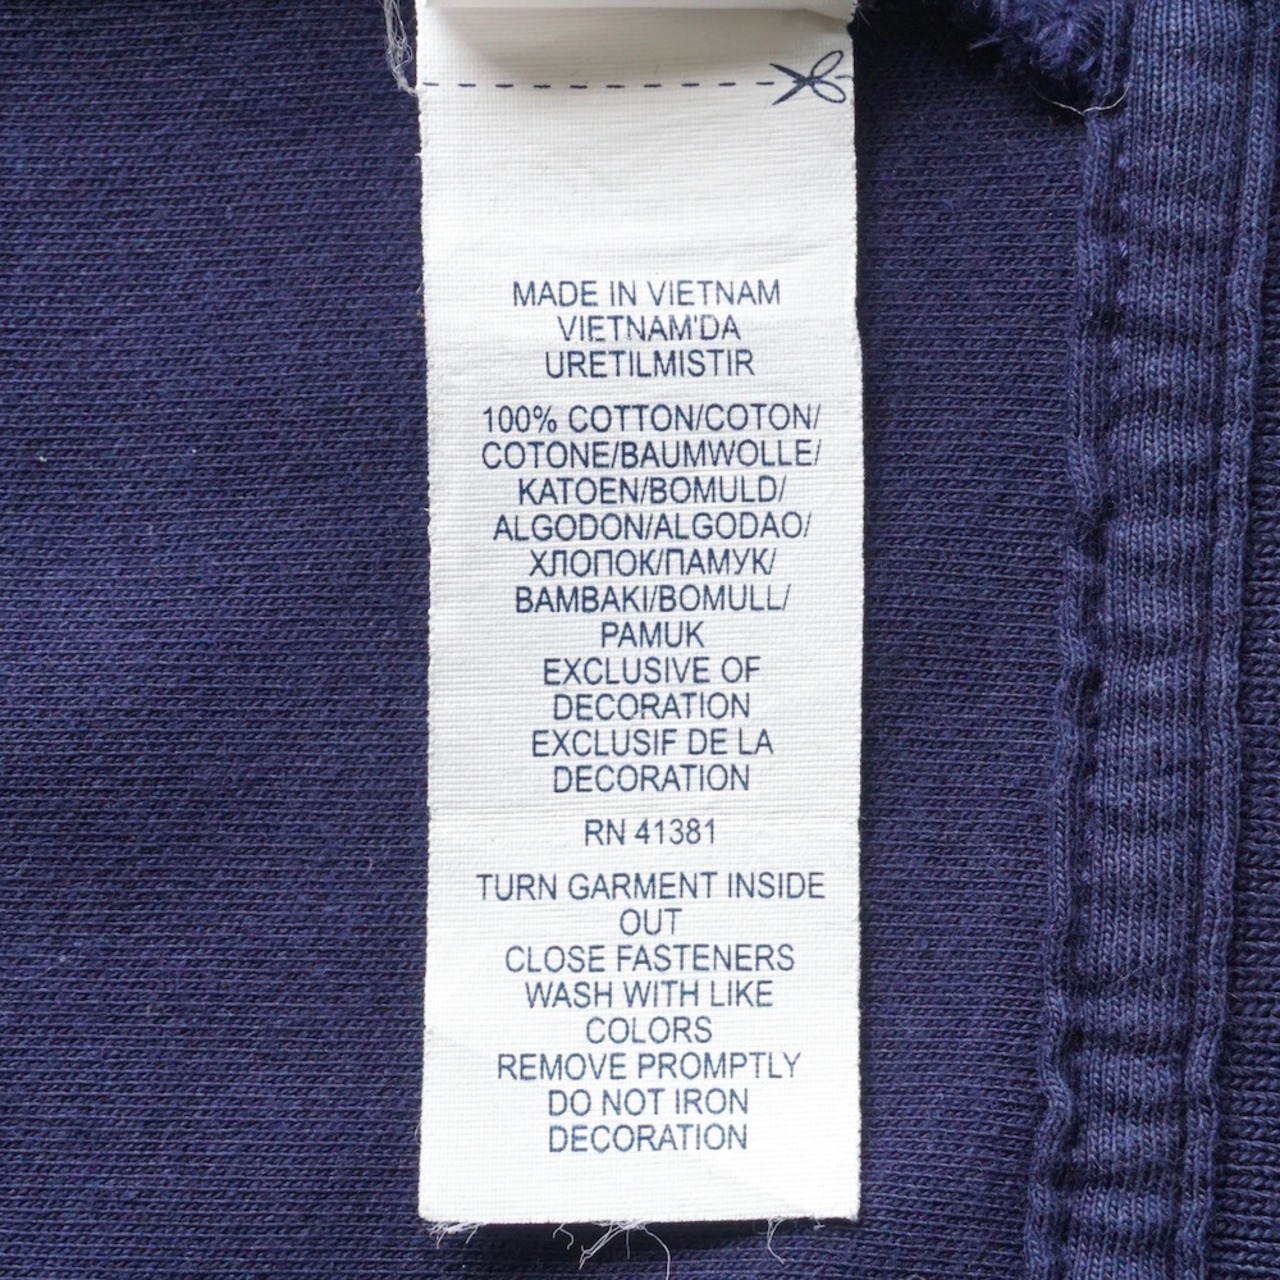 MADE IN VIETNAM
VIETNAM'DA
URETILMISTIR
100% COTTON/COTON/
COTONE/BAUMWOLLE/
KATOEN/BOMULD/
ALGODON/ALGODAO/
ХЛОПОК/ПАМУК/
BAMBAKI/BOMULL/
PAMUK
EXCLUSIVE OF
DECORATION
EXCLUSIF DE LA
DECORATION
RN 41381
TURN GARMENT INSIDE
OUT
CLOSE FASTENERS
WASH WITH LIKE
COLORS
REMOVE PROMPTLY
DO NOT IRON
DECORATION